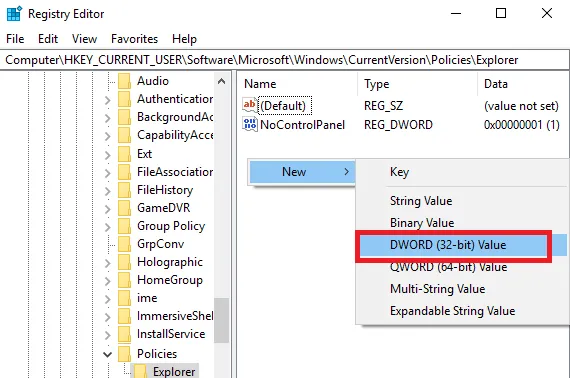 Registry Editor
File Edit View Favorites Help
Computer\HKEY_CURRENT_USER\Software\Microsoft\Windows\CurrentVersion\Policies\Explorer
Audio
Authentication
BackgroundAc
CapabilityAcce
Ext
FileAssociation
FileHistory
GameDVR
Group Policy
GrpConv
Holographic
HomeGroup
ime
ImmersiveShel
InstallService
Policies
Explorer
Name Type Data
ab (Default) REG_SZ (value not set)
NoControlPanel REG_DWORD 0x00000001 (1)
New
Key
String Value
Binary Value
DWORD (32-bit) Value
QWORD (64-bit) Value
Multi-String Value
Expandable String Value